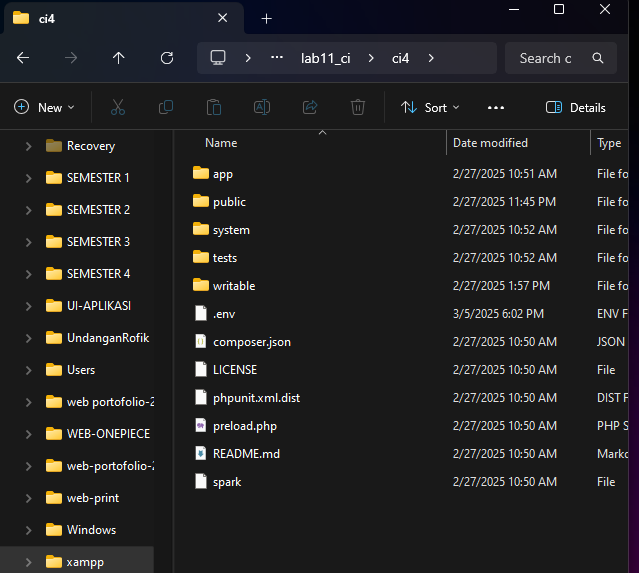 ci4
lab11_ci
ci4
Search c
New
Sort
Details
Recovery
SEMESTER 1
SEMESTER 2
SEMESTER 3
SEMESTER 4
UI-APLIKASI
UndanganRofik
Users
web portofolio-2
WEB-ONEPIECE
web-portofolio-2
web-print
Windows
xampp
Name Date modified Type
app 2/27/2025 10:51 AM File fo
public 2/27/2025 11:45 PM File fo
system 2/27/2025 10:52 AM File fo
tests 2/27/2025 10:52 AM File fo
writable 2/27/2025 1:57 PM File fo
.env 3/5/2025 6:02 PM ENV F
composer.json 2/27/2025 10:50 AM JSON
LICENSE 2/27/2025 10:50 AM File
phpunit.xml.dist 2/27/2025 10:50 AM DIST F
preload.php 2/27/2025 10:50 AM PHP S
README.md 2/27/2025 10:50 AM Marko
spark 2/27/2025 10:50 AM File